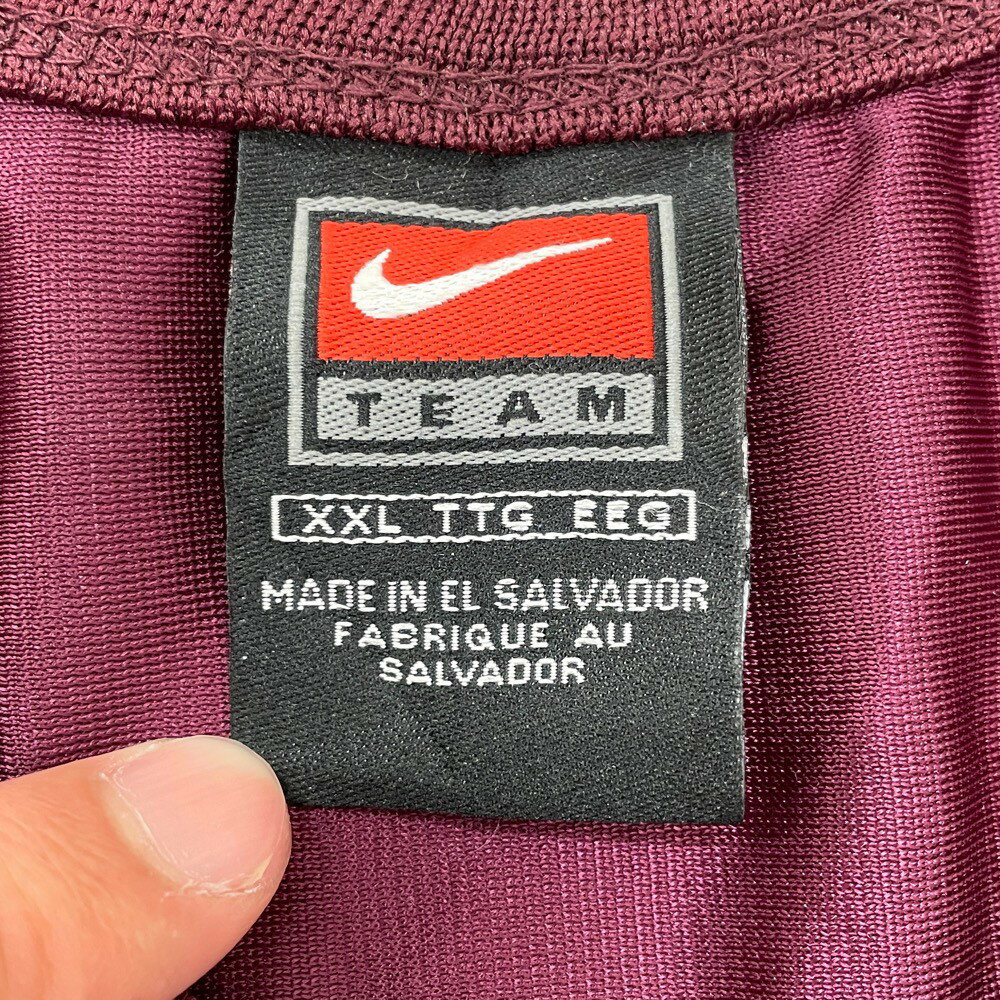 TEAM
XXL TTG EEG
MADE IN EL SALVADOR
FABRIQUE AU
SALVADOR